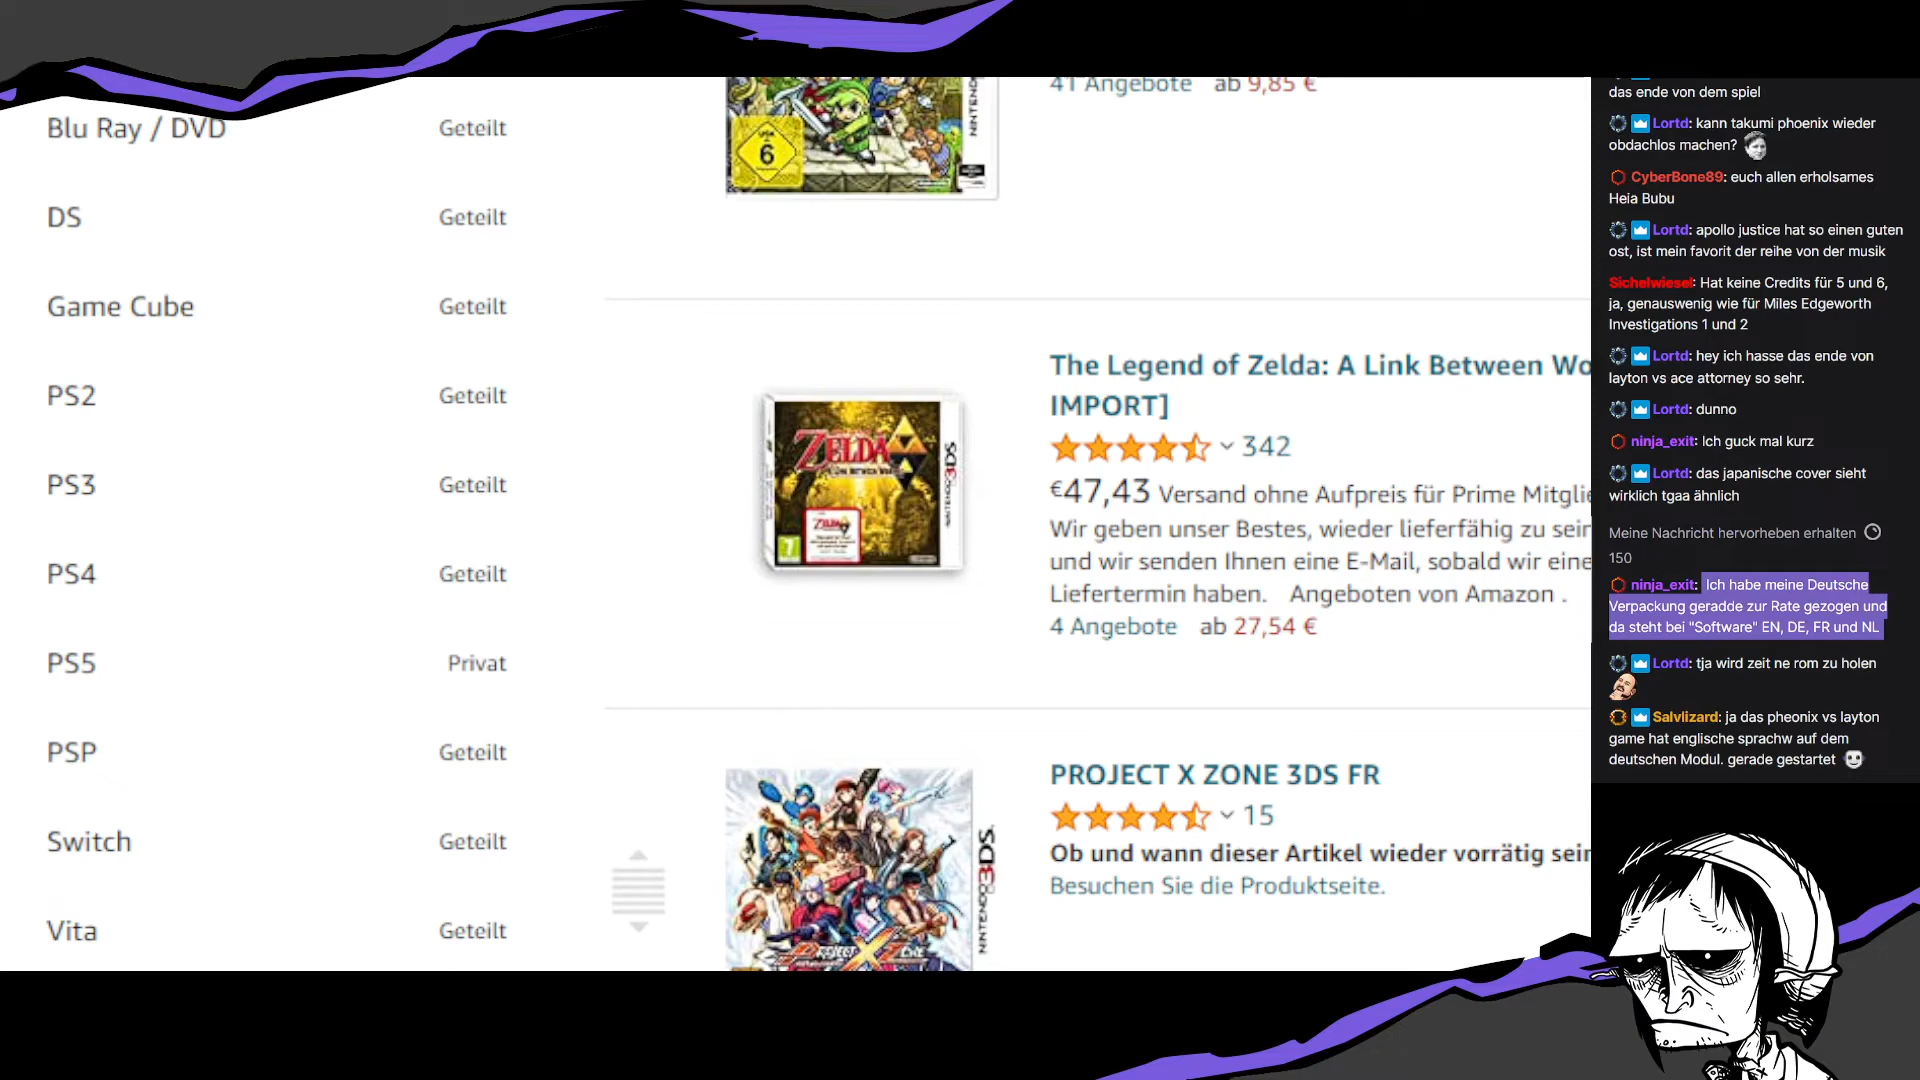 Blu Ray / DVD Geteilt
DS Geteilt
Game Cube Geteilt
PS2 Geteilt
PS3 Geteilt
PS4 Geteilt
PS5 Privat
PSP Geteilt
Switch Geteilt
Vita Geteilt
6
NINTENDO
41 Angebote ab 9,85 €
ZELDA
NINTENDO 3DS
7
The Legend of Zelda: A Link Between Wo
IMPORT]
342
€47,43 Versand ohne Aufpreis für Prime Mitglie
Wir geben unser Bestes, wieder lieferfähig zu sein
und wir senden Ihnen eine E-Mail, sobald wir eine
Liefertermin haben. Angeboten von Amazon .
4 Angebote ab 27,54 €
PROJECT X ZONE
NINTENDO 3DS
PROJECT X ZONE 3DS FR
15
Ob und wann dieser Artikel wieder vorrätig sein
Besuchen Sie die Produktseite.
das ende von dem spiel
Lortd: kann takumi phoenix wieder
obdachlos machen?
CyberBone89: euch allen erholsames
Heia Bubu
Lortd: apollo justice hat so einen guten
ost, ist mein favorit der reihe von der musik
Sichelwiesel: Hat keine Credits für 5 und 6,
ja, genauswenig wie für Miles Edgeworth
Investigations 1 und 2
Lortd: hey ich hasse das ende von
layton vs ace attorney so sehr.
Lortd: dunno
ninja_exit: Ich guck mal kurz
Lortd: das japanische cover sieht
wirklich tgaa ähnlich
Meine Nachricht hervorheben erhalten
150
ninja_exit: Ich habe meine Deutsche
Verpackung geradde zur Rate gezogen und
da steht bei "Software" EN, DE, FR und NL
Lortd: tja wird zeit ne rom zu holen
Salvlizard: ja das pheonix vs layton
game hat englische sprachw auf dem
deutschen Modul. gerade gestartet